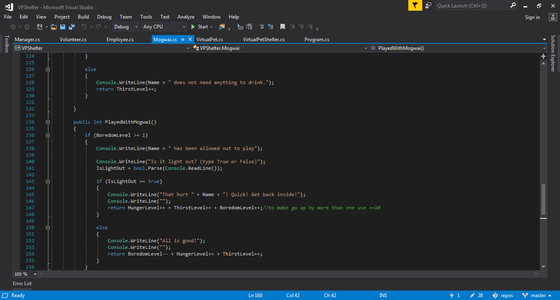 VPShelter - Microsoft Visual Studio
Quick Launch (Ctrl+Q)
File Edit View Project Build Debug Team Tools Test Analyze Window Help
Sign in
Debug Any CPU Start
Manager.cs Volunteer.cs Employee.cs Mogwai.cs VirtualPet.cs VirtualPetShelter.cs Program.cs
VPShelter VPShelter.Mogwai PlayedWithMogwai()
Toolbox
Solution Explorer
124 }
125
126 else
127 {
128 Console.WriteLine(Name + " does not need anything to drink.");
129 return ThirstLevel++;
130 }
131
132 }
133
134 public int PlayedWithMogwai()
135 {
136 if (BoredomLevel >= 1)
137 {
138 Console.WriteLine(Name + " has been allowed out to play");
139
140 Console.WriteLine("Is it light out? (type True or False)");
141 IsLightOut = bool.Parse(Console.ReadLine());
142
143 if (IsLightOut == true)
144 {
145 Console.WriteLine("That hurt " + Name + "! Quick! Get back inside!");
146 Console.WriteLine("");
147 return HungerLevel++ + ThirstLevel++ + BoredomLevel++;//to make go up by more than one use +=10
148 }
149
150 else
151 {
152 Console.WriteLine("All is good!");
153 Console.WriteLine("");
154 return BoredomLevel-- + HungerLevel++ + ThirstLevel++;
155 }
156 }
100 %
Error List
Ready Ln 160 Col 42 Ch 42 INS 1 28 repos master